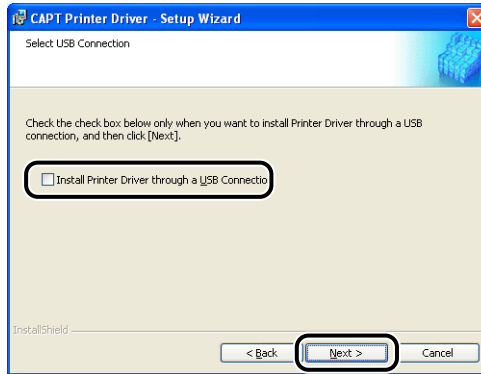 CAPT Printer Driver - Setup Wizard
Select USB Connection
Check the check box below only when you want to install Printer Driver through a USB
connection, and then click [Next].
Install Printer Driver through a USB Connectio
InstallShield
< Back Next > Cancel